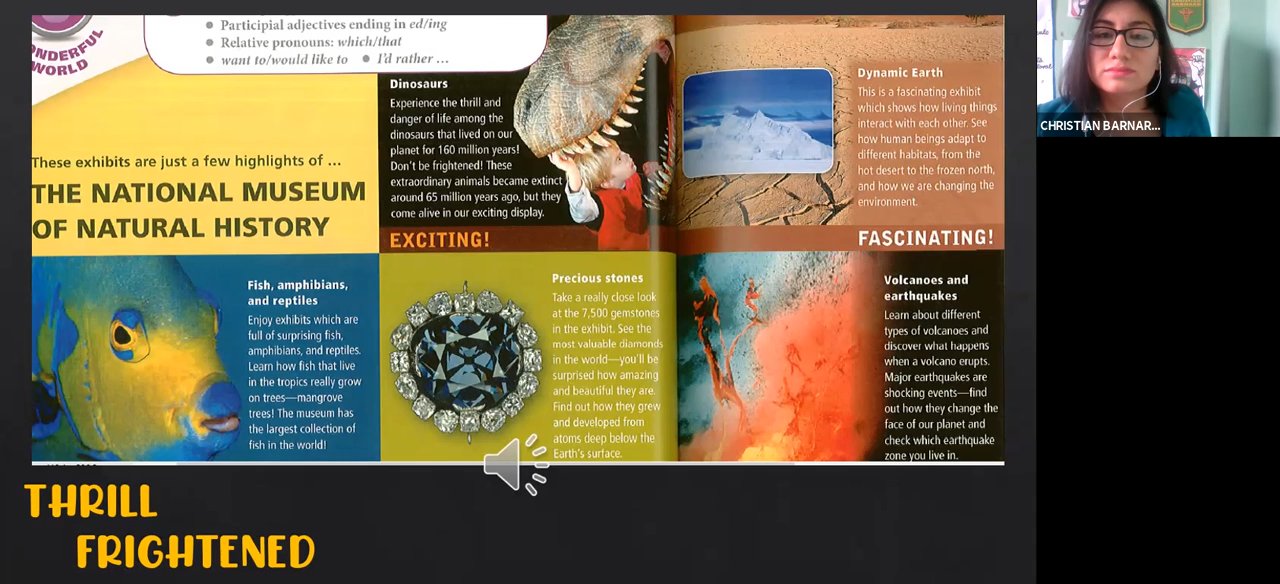 Participial adjectives ending in ed/ing
Relative pronouns: which/that
want to/would like to • I'd rather ...
WORLD
These exhibits are just a few highlights of ...
THE NATIONAL MUSEUM
OF NATURAL HISTORY
Dinosaurs
Experience the thrill and
danger of life among the
dinosaurs that lived on our
planet for 160 million years!
Don't be frightened! These
extraordinary animals became extinct
around 65 million years ago, but they
come alive in our exciting display.
EXCITING!
Dynamic Earth
This is a fascinating exhibit
which shows how living things
interact with each other. See
how human beings adapt to
different habitats, from the
hot desert to the frozen north,
and how we are changing the
environment.
FASCINATING!
Fish, amphibians,
and reptiles
Enjoy exhibits which are
full of surprising fish,
amphibians, and reptiles.
Learn how fish that live
in the tropics really grow
on trees—mangrove
trees! The museum has
the largest collection of
fish in the world!
Precious stones
Take a really close look
at the 7,500 gemstones
in the exhibit. See the
most valuable diamonds
in the world—you'll be
surprised how amazing
and beautiful they are.
Find out how they grew
and developed from
atoms deep below the
Earth's surface.
Volcanoes and
earthquakes
Learn about different
types of volcanoes and
discover what happens
when a volcano erupts.
Major earthquakes are
shocking events—find
out how they change the
face of our planet and
check which earthquake
zone you live in.
THRILL
FRIGHTENED
CHRISTIAN BARNAR...